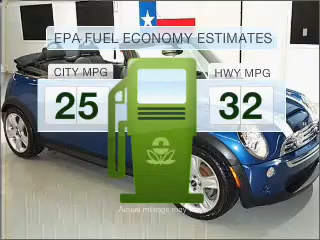 EPA FUEL ECONOMY ESTIMATES
CITY MPG
HWY MPG
25
32
Actual mileage may